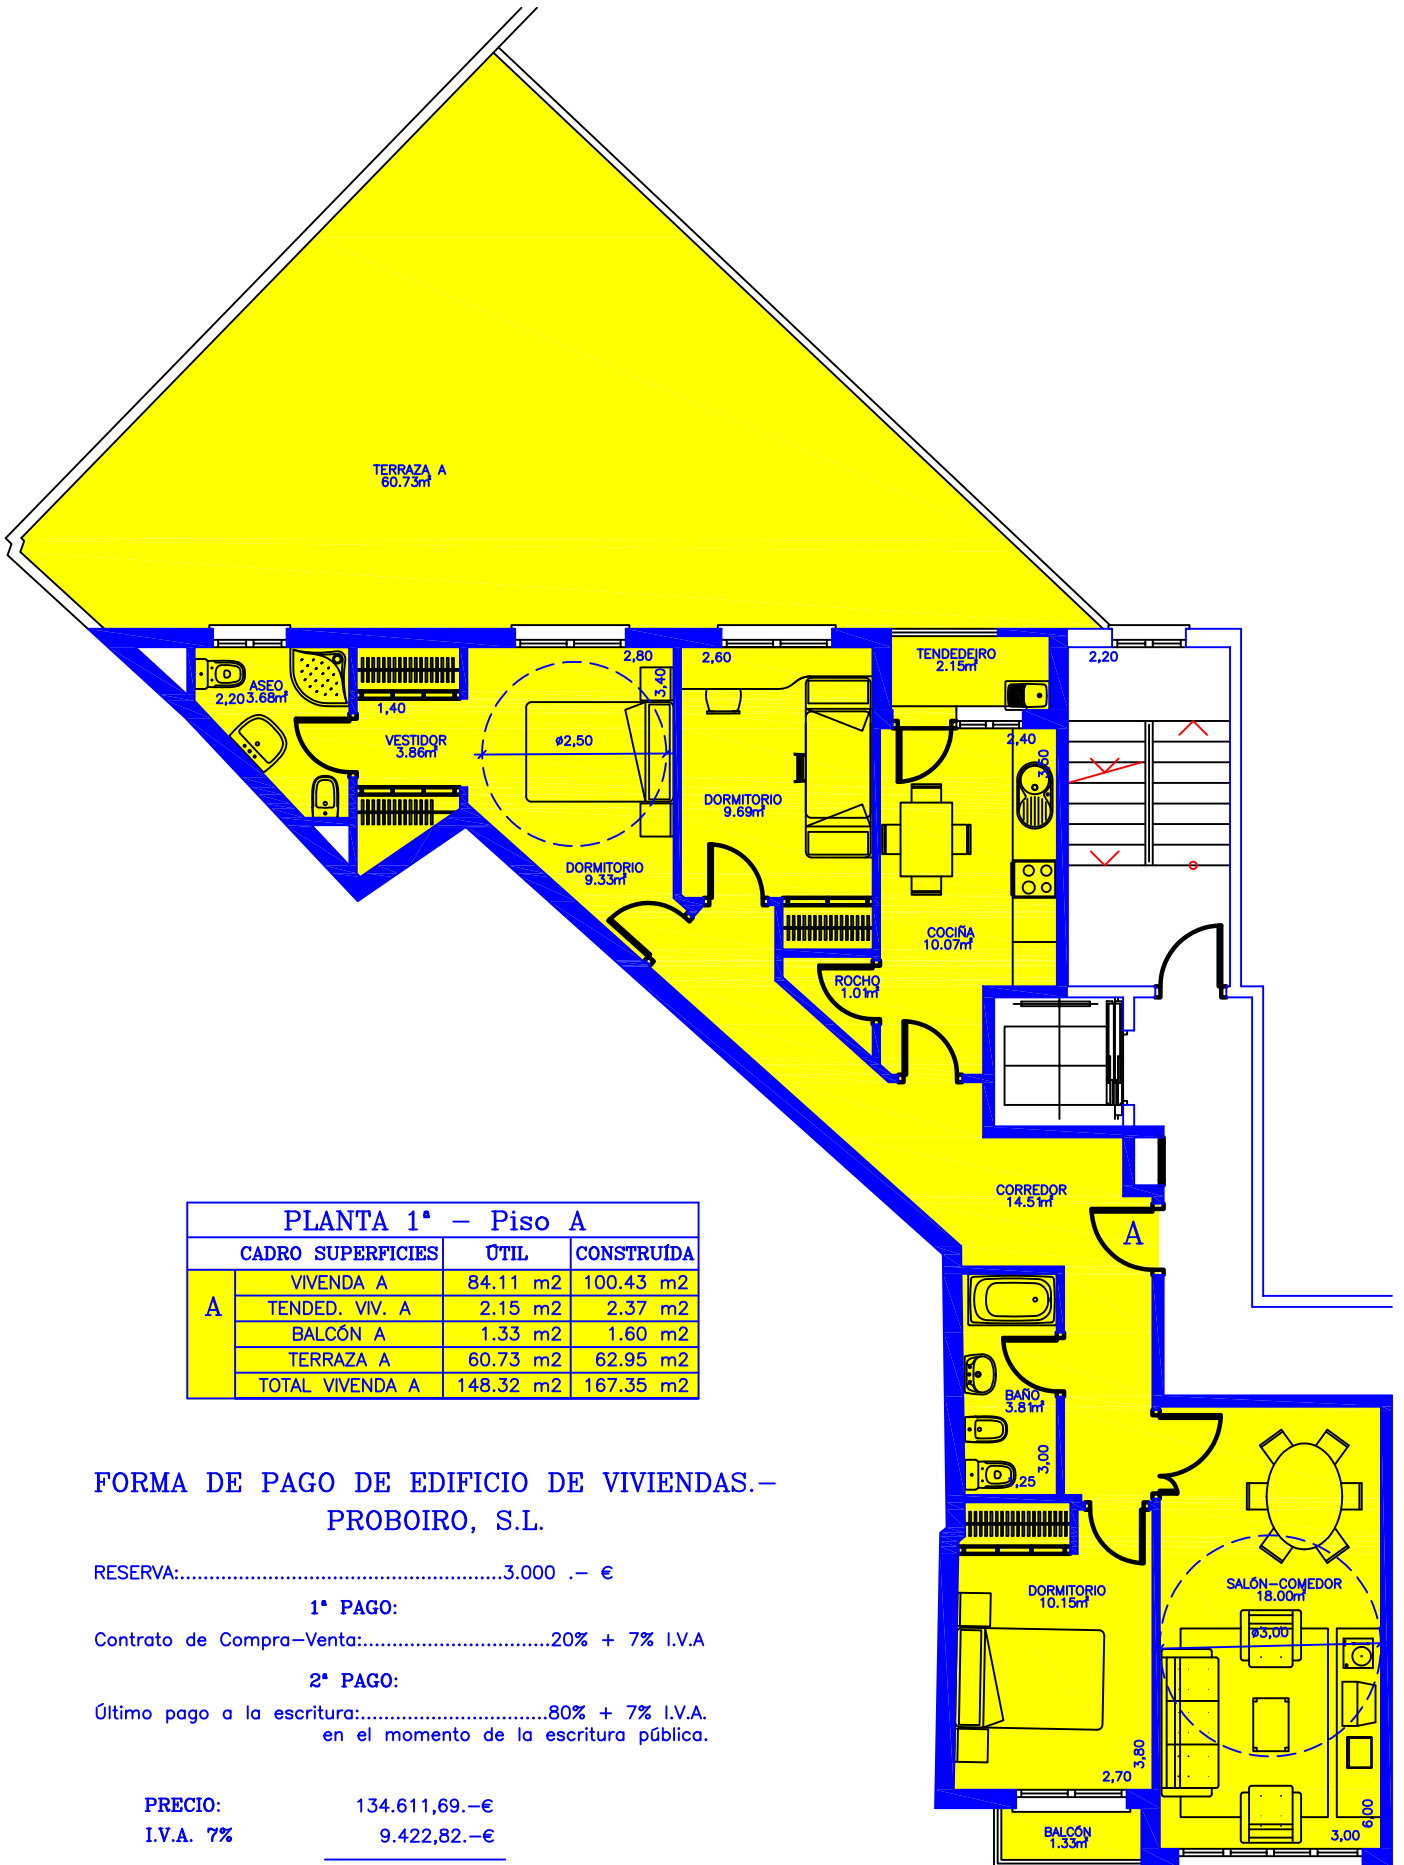 TERRAZA A
60.73m²
2,80
2,60
2,20
TENDEDEIRO
2.15m²
ASEO
2,20 3.68m²
3,40
1,40
VESTIDOR
3.86m²
ø2,50
2,40
3,60
DORMITORIO
9.69m²
DORMITORIO
9.33m²
COCIÑA
10.07m²
ROCHO
1.01m²
CORREDOR
14.51m²
A
PLANTA 1ª – Piso A
CADRO SUPERFICIES ÚTIL CONSTRUÍDA
A
VIVENDA A 84.11 m2 100.43 m2
TENDED. VIV. A 2.15 m2 2.37 m2
BALCÓN A 1.33 m2 1.60 m2
TERRAZA A 60.73 m2 62.95 m2
TOTAL VIVENDA A 148.32 m2 167.35 m2
BAÑO
3.81m²
3,00
,25
FORMA DE PAGO DE EDIFICIO DE VIVIENDAS.–
PROBOIRO, S.L.
RESERVA:.......................................................3.000 .– €
1ª PAGO:
Contrato de Compra–Venta:................................20% + 7% I.V.A
2ª PAGO:
Último pago a la escritura:................................80% + 7% I.V.A.
en el momento de la escritura pública.
DORMITORIO
10.15m²
SALÓN–COMEDOR
18.00m²
ø3,00
3,80
2,70
6,00
3,00
BALCÓN
1.33m²
PRECIO: 134.611,69.–€
I.V.A. 7% 9.422,82.–€